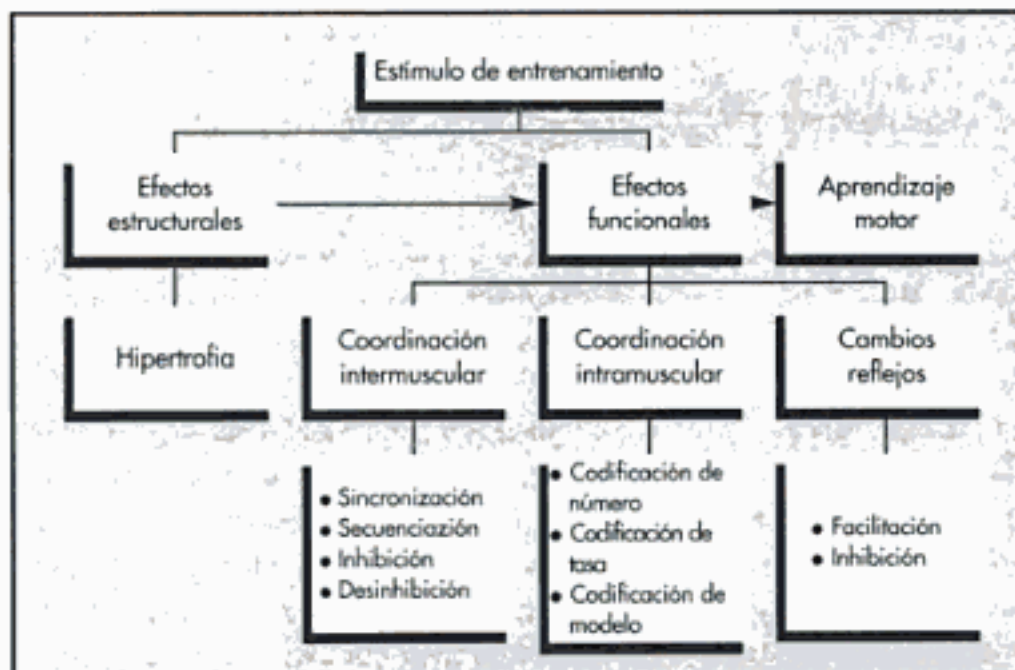 Estímulo de entrenamiento
Efectos
estructurales
Efectos
funcionales
Aprendizaje
motor
Hipertrofia
Coordinación
intermuscular
Coordinación
intramuscular
Cambios
reflejos
• Sincronización
• Secuenciazión
• Inhibición
• Desinhibición
• Codificación de
número
• Codificación de
tasa
• Codificación de
modelo
• Facilitación
• Inhibición